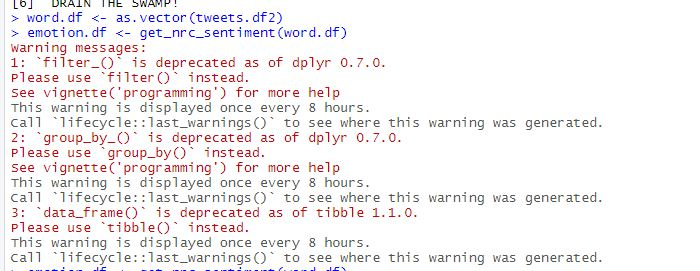 [6]  DRAIN THE SWAMP!
> word.df <- as.vector(tweets.df2)
> emotion.df <- get_nrc_sentiment(word.df)
Warning messages:
1: `filter_()` is deprecated as of dplyr 0.7.0.
Please use `filter()` instead.
See vignette('programming') for more help
This warning is displayed once every 8 hours.
Call `lifecycle::last_warnings()` to see where this warning was generated.
2: `group_by_()` is deprecated as of dplyr 0.7.0.
Please use `group_by()` instead.
See vignette('programming') for more help
This warning is displayed once every 8 hours.
Call `lifecycle::last_warnings()` to see where this warning was generated.
3: `data_frame()` is deprecated as of tibble 1.1.0.
Please use `tibble()` instead.
This warning is displayed once every 8 hours.
Call `lifecycle::last_warnings()` to see where this warning was generated.
> emotion.df <- get_nrc_sentiment(word.df)